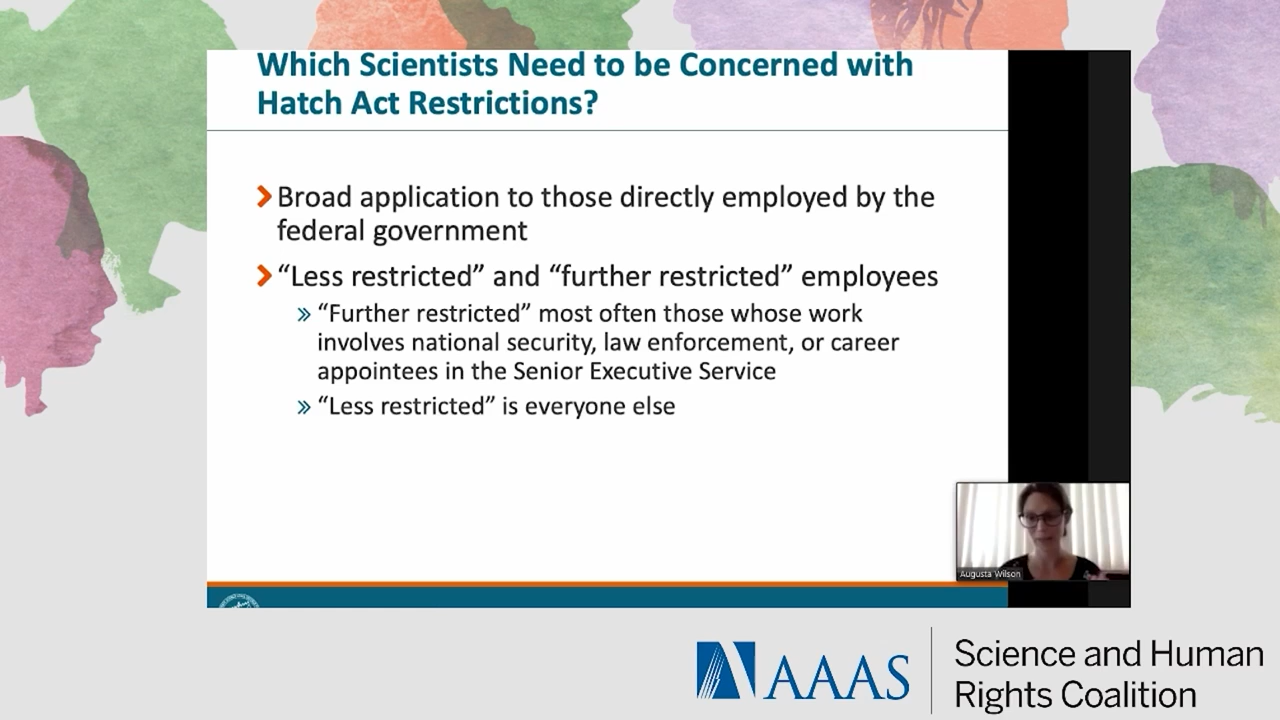 Which Scientists Need to be Concerned with
Hatch Act Restrictions?
Broad application to those directly employed by the
federal government
“Less restricted” and “further restricted” employees
“Further restricted” most often those whose work
involves national security, law enforcement, or career
appointees in the Senior Executive Service
“Less restricted” is everyone else
Augusta Wilson
AAAS
Science and Human
Rights Coalition